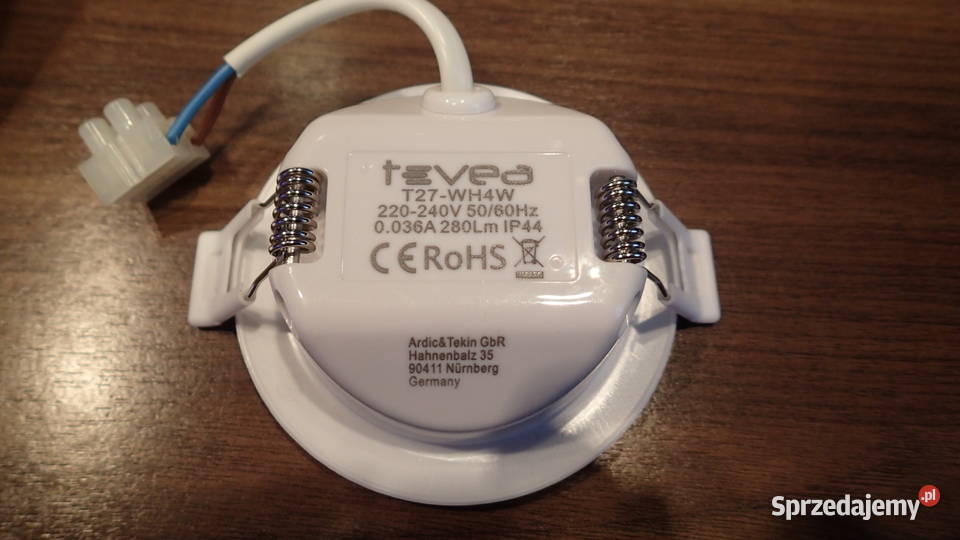 tevea
T27-WH4W
220-240V 50/60Hz
0.036A 280Lm IP44
CE RoHS
Ardic&Tekin GbR
Hahnenbalz 35
90411 Nürnberg
Germany
Sprzedajemy.pl